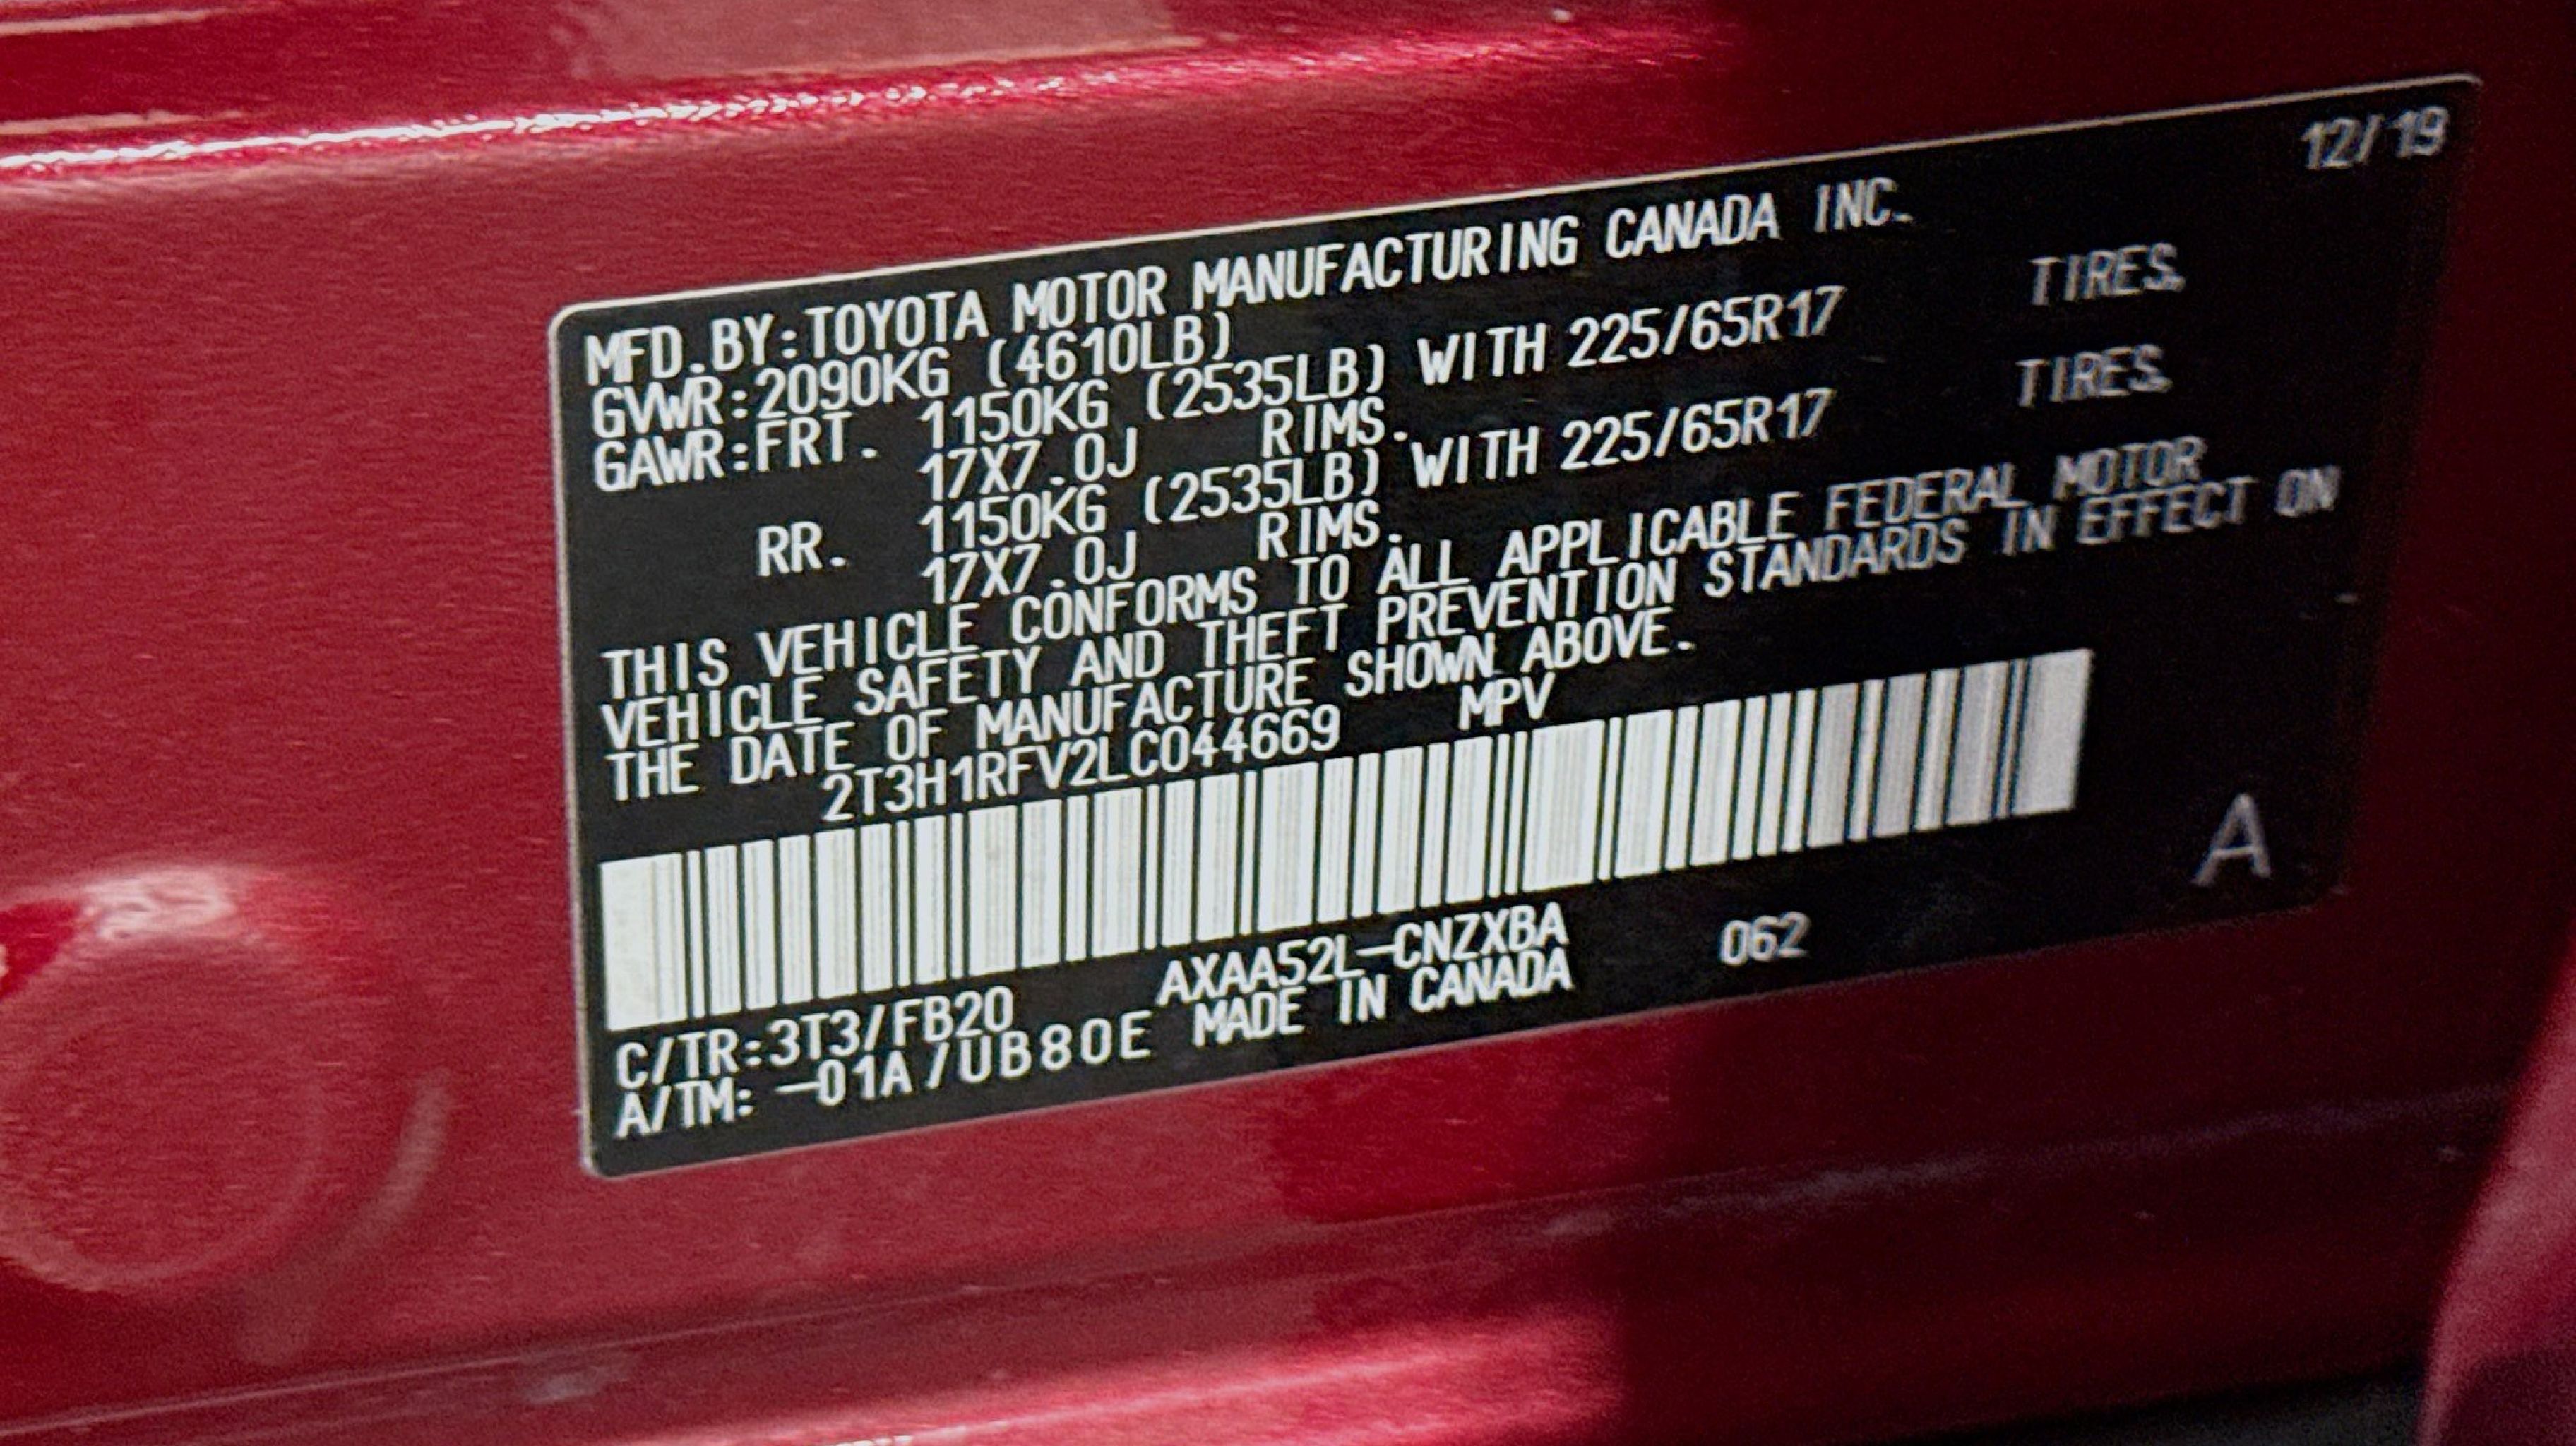 12/19
MFD.BY:TOYOTA MOTOR MANUFACTURING CANADA INC.
GVWR:2090KG (4610LB)
GAWR:FRT. 1150KG (2535LB) WITH 225/65R17 TIRES,
17X7.0J RIMS.
RR. 1150KG (2535LB) WITH 225/65R17 TIRES,
17X7.0J RIMS.
THIS VEHICLE CONFORMS TO ALL APPLICABLE FEDERAL MOTOR
VEHICLE SAFETY AND THEFT PREVENTION STANDARDS IN EFFECT ON
THE DATE OF MANUFACTURE SHOWN ABOVE.
2T3H1RFV2LC044669 MPV
A
C/TR:3T3/FB20 AXAA52L-CNZXBA 062
A/TM: -01A/UB80E MADE IN CANADA